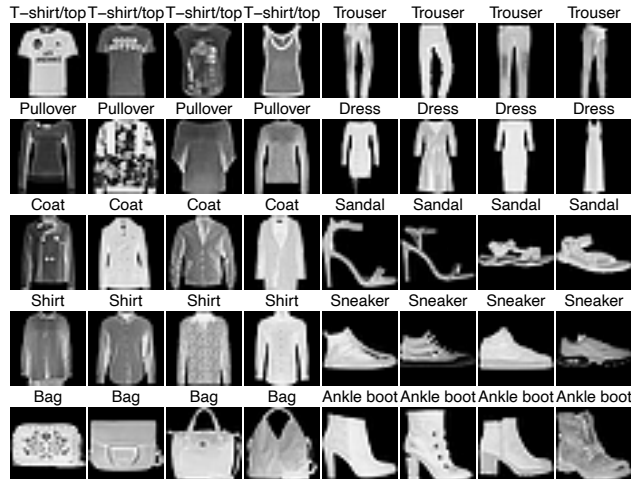 T-shirt/top T-shirt/top T-shirt/top T-shirt/top Trouser Trouser Trouser Trouser
Pullover Pullover Pullover Pullover Dress Dress Dress Dress
Coat Coat Coat Coat Sandal Sandal Sandal Sandal
Shirt Shirt Shirt Shirt Sneaker Sneaker Sneaker Sneaker
Bag Bag Bag Bag Ankle boot Ankle boot Ankle boot Ankle boot